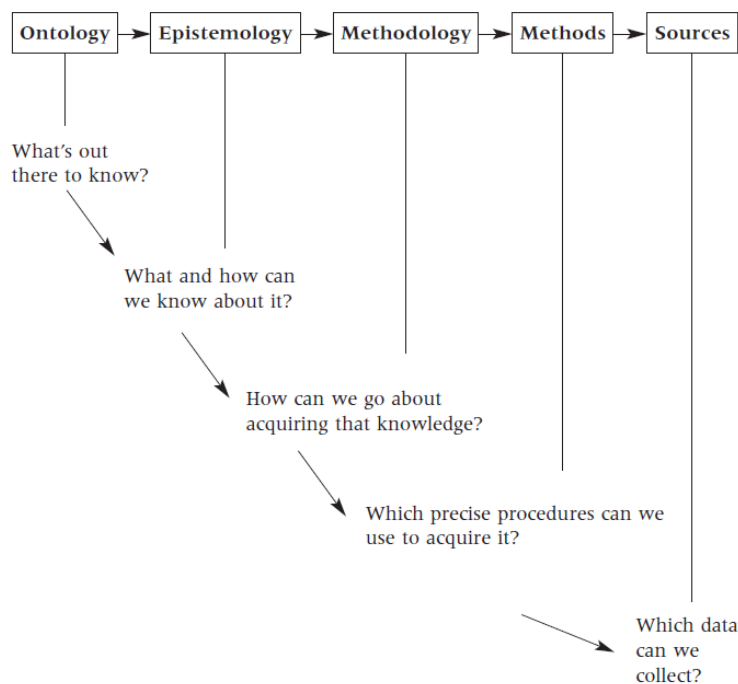 Ontology Epistemology Methodology Methods Sources
What's out
there to know?
What and how can
we know about it?
How can we go about
acquiring that knowledge?
Which precise procedures can we
use to acquire it?
Which data
can we
collect?